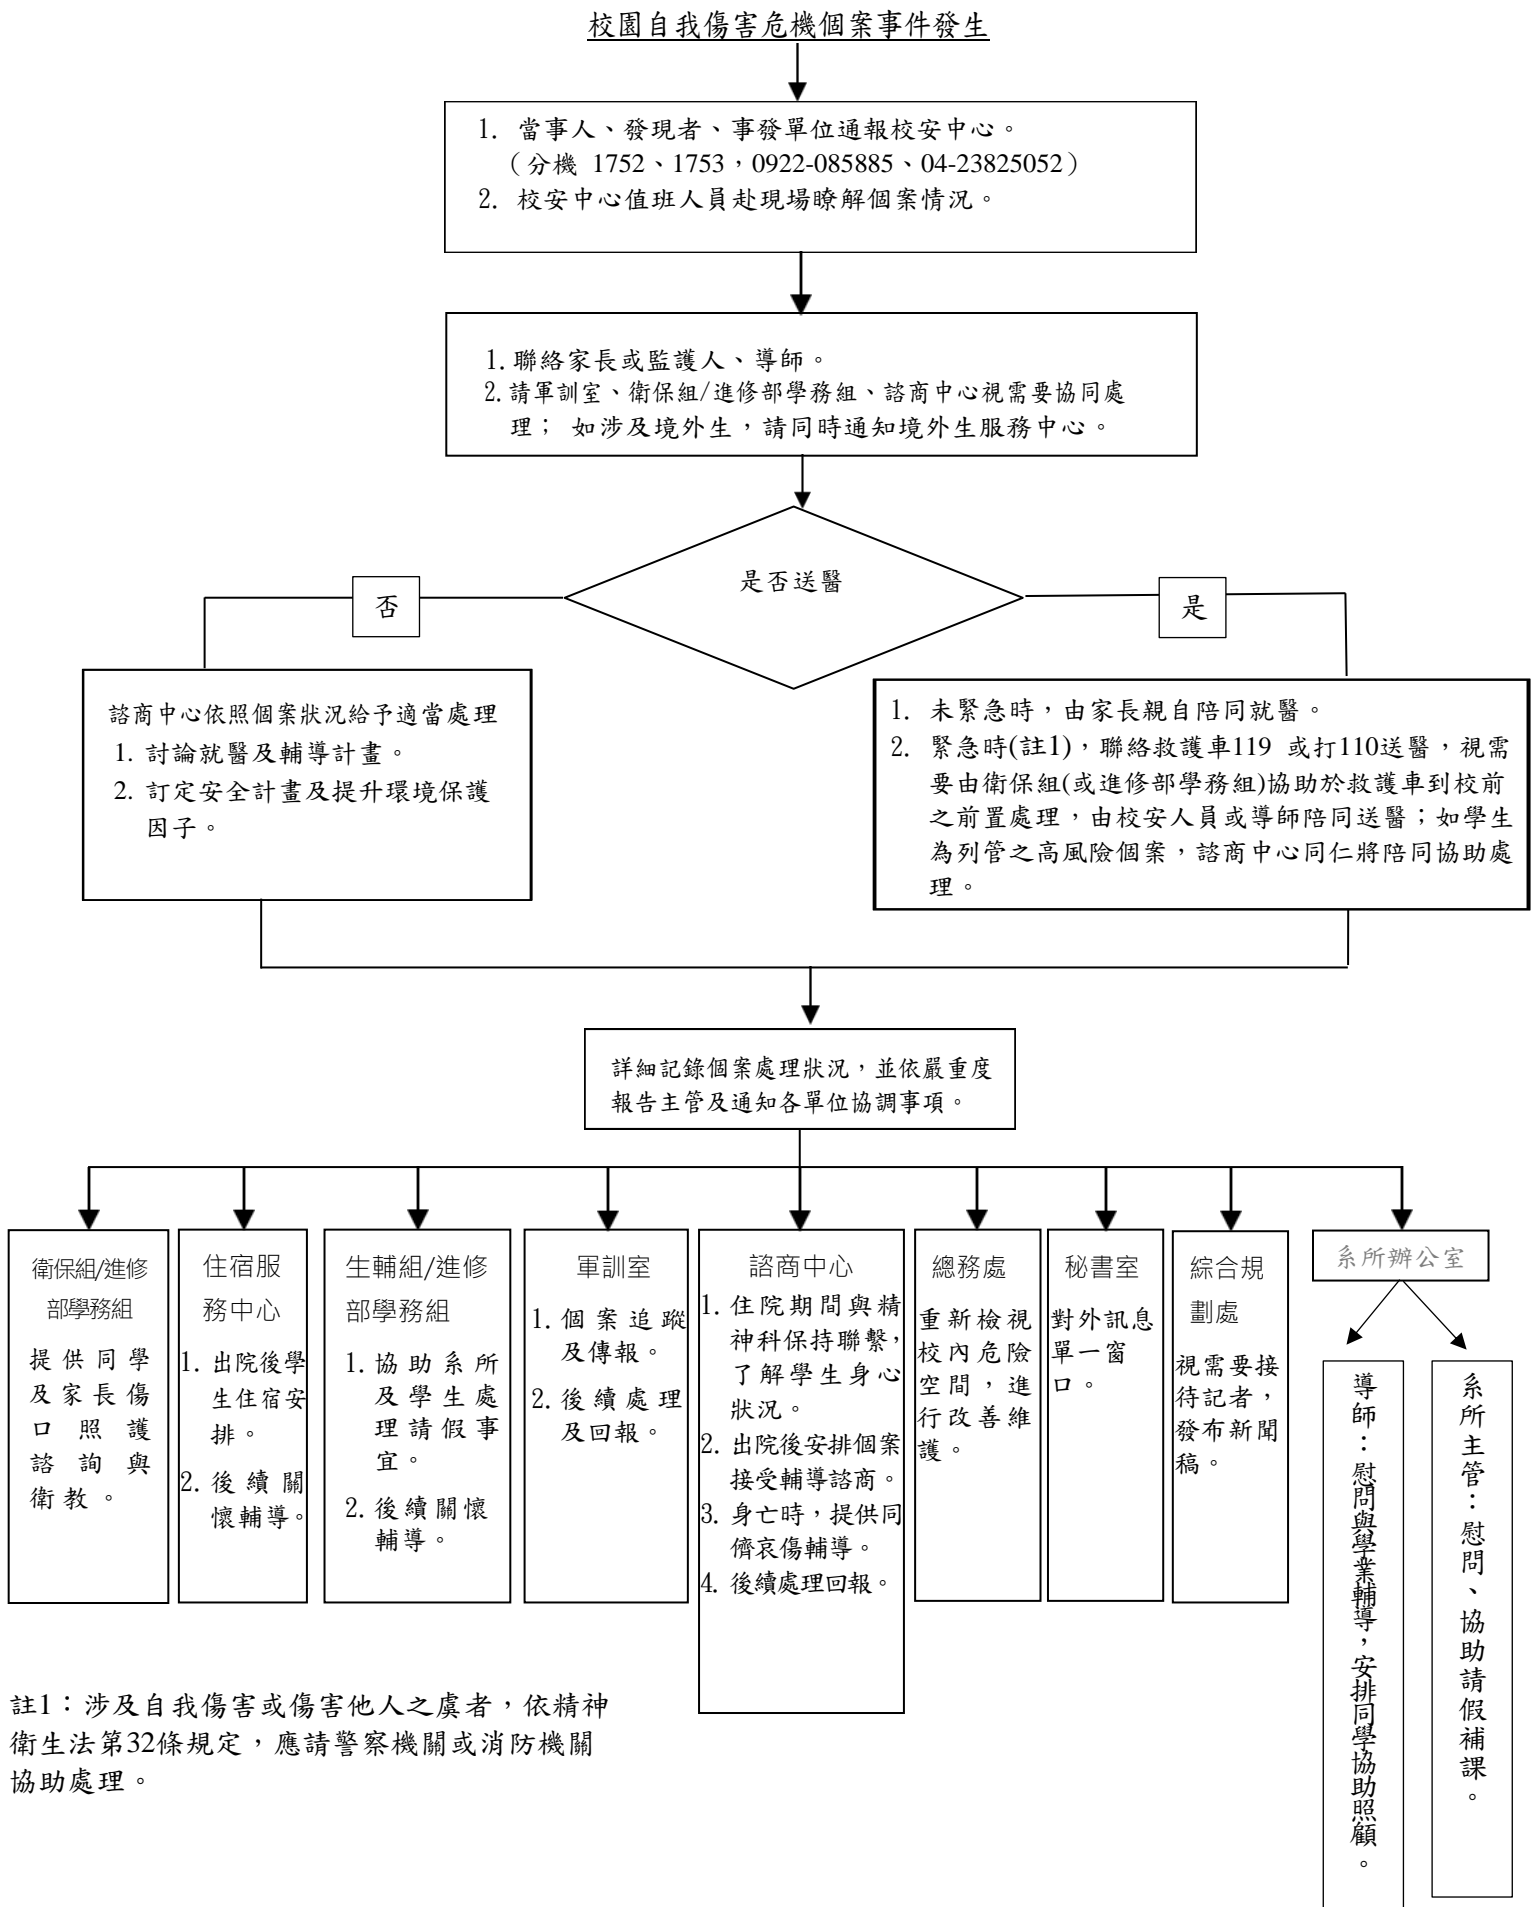 校園自我傷害危機個案事件發生
1. 當事人、發現者、事發單位通報校安中心。
（分機 1752、1753，0922-085885、04-23825052）
2. 校安中心值班人員赴現場瞭解個案情況。
1. 聯絡家長或監護人、導師。
2. 請軍訓室、衛保組/進修部學務組、諮商中心視需要協同處
理； 如涉及境外生，請同時通知境外生服務中心。
是否送醫
否
是
諮商中心依照個案狀況給予適當處理
1. 討論就醫及輔導計畫。
2. 訂定安全計畫及提升環境保護
因子。
1. 未緊急時，由家長親自陪同就醫。
2. 緊急時(註1)，聯絡救護車119 或打110送醫，視需
要由衛保組(或進修部學務組)協助於救護車到校前
之前置處理，由校安人員或導師陪同送醫；如學生
為列管之高風險個案，諮商中心同仁將陪同協助處
理。
詳細記錄個案處理狀況，並依嚴重度
報告主管及通知各單位協調事項。
衛保組/進修
部學務組
提供同學
及家長傷
口照護
諮詢與
衛教。
住宿服
務中心
1. 出院後學
生住宿安
排。
2. 後續關
懷輔導。
生輔組/進修
部學務組
1. 協助系所
及學生處
理請假事
宜。
2. 後續關懷
輔導。
軍訓室
1. 個案追蹤
及傳報。
2. 後續處理
及回報。
諮商中心
1. 住院期間與精
神科保持聯繫，
了解學生身心
狀況。
2. 出院後安排個案
接受輔導諮商。
3. 身亡時，提供同
儕哀傷輔導。
4. 後續處理回報。
總務處
重新檢視
校內危險
空間，進
行改善維
護。
秘書室
對外訊息
單一窗
口。
綜合規
劃處
視需要接
待記者，
發布新聞
稿。
系所辦公室
導師：慰問與學業輔導，安排同學協助照顧。
系所主管：慰問、協助請假補課。
註1：涉及自我傷害或傷害他人之虞者，依精神
衛生法第32條規定，應請警察機關或消防機關
協助處理。